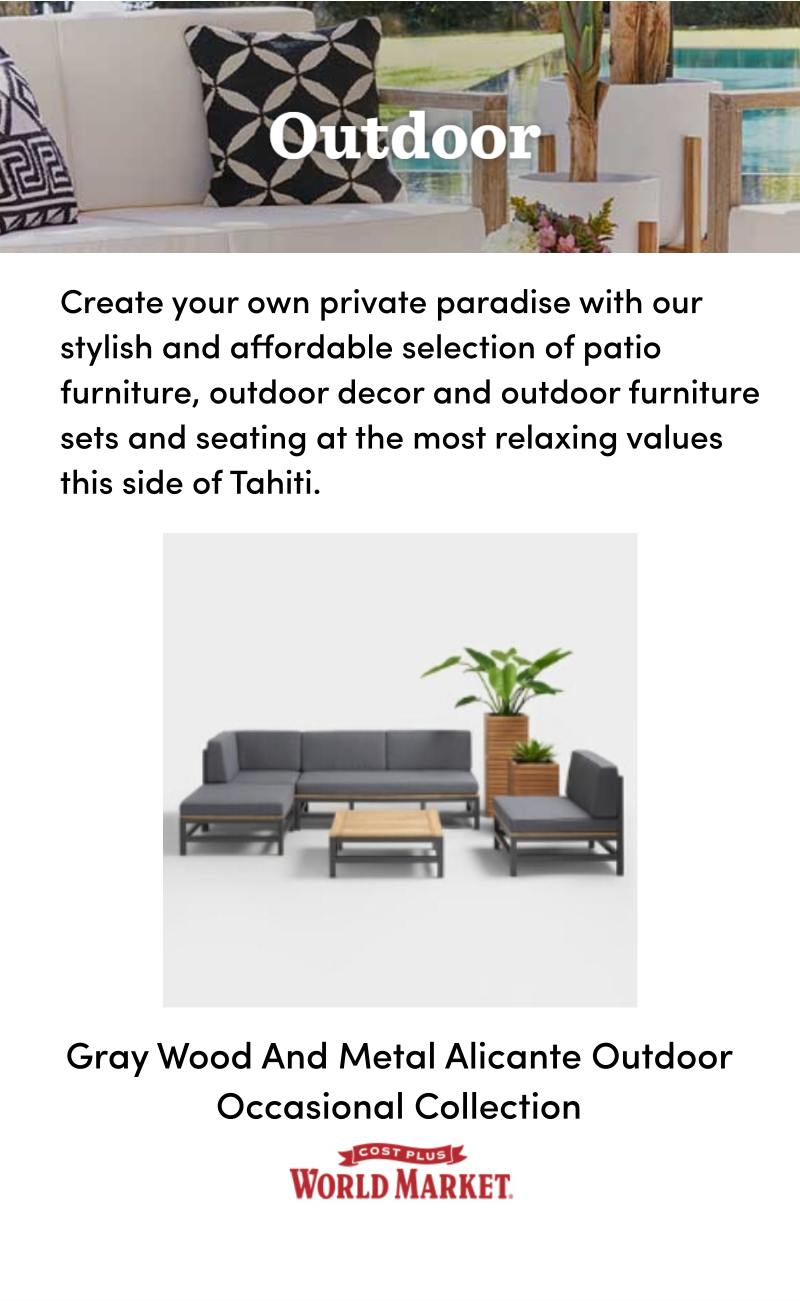 Outdoor
Create your own private paradise with our
stylish and affordable selection of patio
furniture, outdoor decor and outdoor furniture
sets and seating at the most relaxing values
this side of Tahiti.
Gray Wood And Metal Alicante Outdoor
Occasional Collection
COST PLUS
WORLD MARKET.